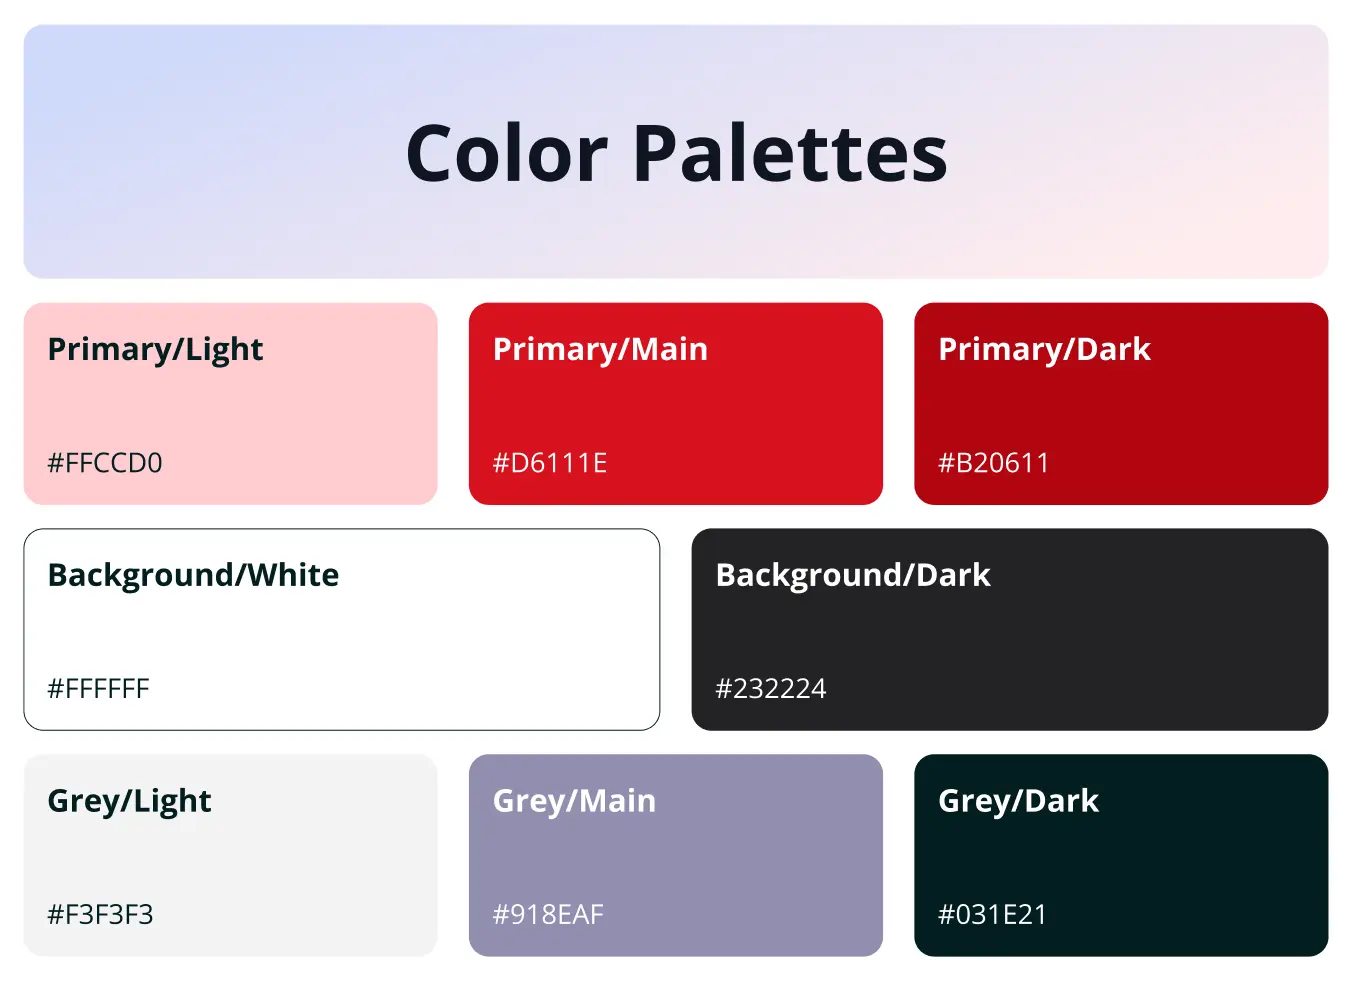 Color Palettes
Primary/Light
#FFCCD0
Primary/Main
#D6111E
Primary/Dark
#B20611
Background/White
#FFFFFF
Background/Dark
#232224
Grey/Light
#F3F3F3
Grey/Main
#918EAF
Grey/Dark
#031E21